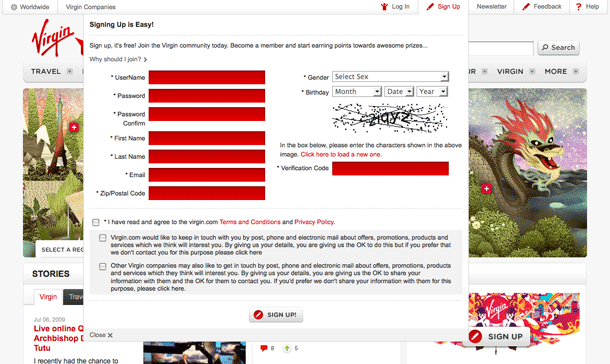 Worldwide
Virgin Companies
Log In
Sign Up
Newsletter
Feedback
Help
Virgin
Search
TRAVEL
VIRGIN
MORE
Signing Up is Easy!
Sign up, it's free! Join the Virgin community today. Become a member and start earning points towards awesome prizes...
Why should I join?
* UserName
* Password
* Password
Confirm
* First Name
* Last Name
* Email
* Zip/Postal Code
* Gender
Select Sex
* Birthday
Month
Date
Year
In the box below, please enter the characters shown in the above
image. Click here to load a new one.
* Verification Code
* I have read and agree to the virgin.com Terms and Conditions and Privacy Policy.
Virgin.com would like to keep in touch with you by post, phone and electronic mail about offers, promotions, products and
services which we think will interest you. By giving us your details, you are giving us the OK to do this but if you prefer that
we don't contact you for this purpose please click here
Other Virgin companies may also like to get in touch by post, phone and electronic mail about offers, promotions, products
and services which they think will interest you. By giving us your details, you are giving us the OK to share your
information with them and the OK for them to contact you. If you'd prefer we don't share your information with them for this
purpose, please click here.
SIGN UP!
Close
SELECT A REG
STORIES
Virgin
Trav
Jul 06, 2009
Live online Q
Archbishop D
Tutu
I recently had the chance to
8
5
Virgin
SIGN UP